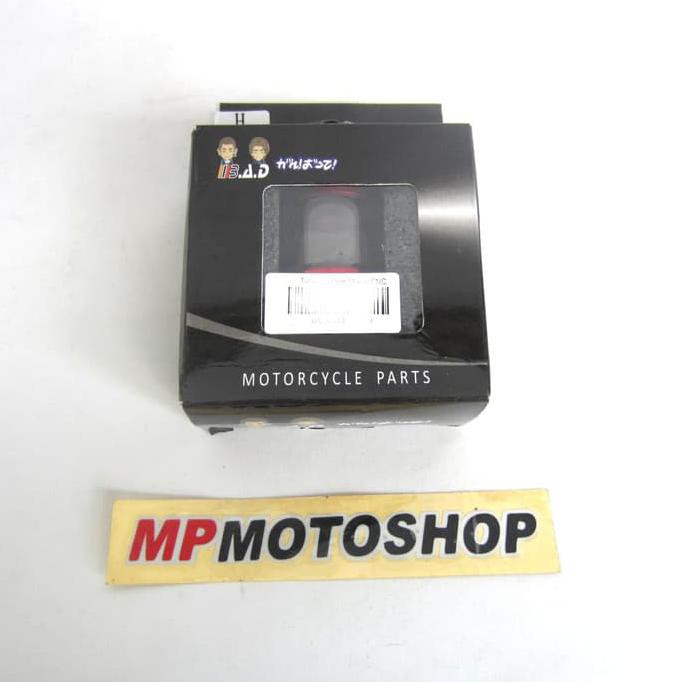 H
B.A.D がんばって!
MOTORCYCLE PARTS
MPMOTOSHOP